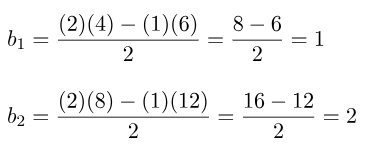 b₁ = (2)(4) − (1)(6) / 2 = 8 − 6 / 2 = 1
b₂ = (2)(8) − (1)(12) / 2 = 16 − 12 / 2 = 2